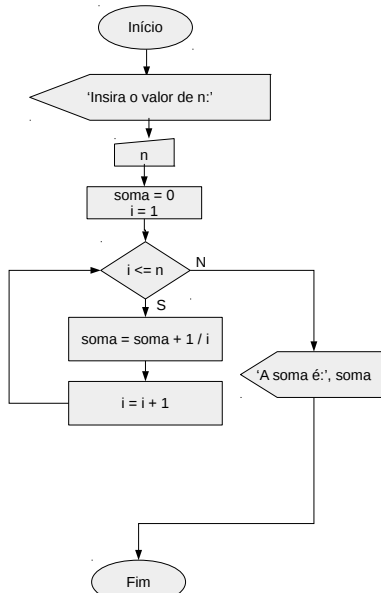 Início
‘Insira o valor de n:’
n
soma = 0
i = 1
i <= n
N
S
soma = soma + 1 / i
i = i + 1
‘A soma é:’, soma
Fim